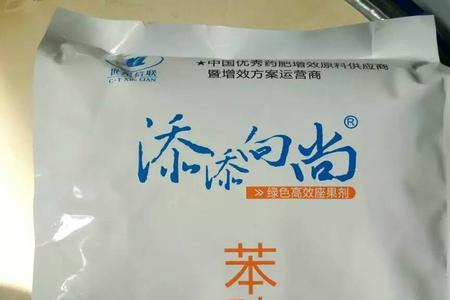 ★中国优秀药肥增效原料供应商
暨增效方案运营商
添添向尚®
>>绿色高效座果剂
苯